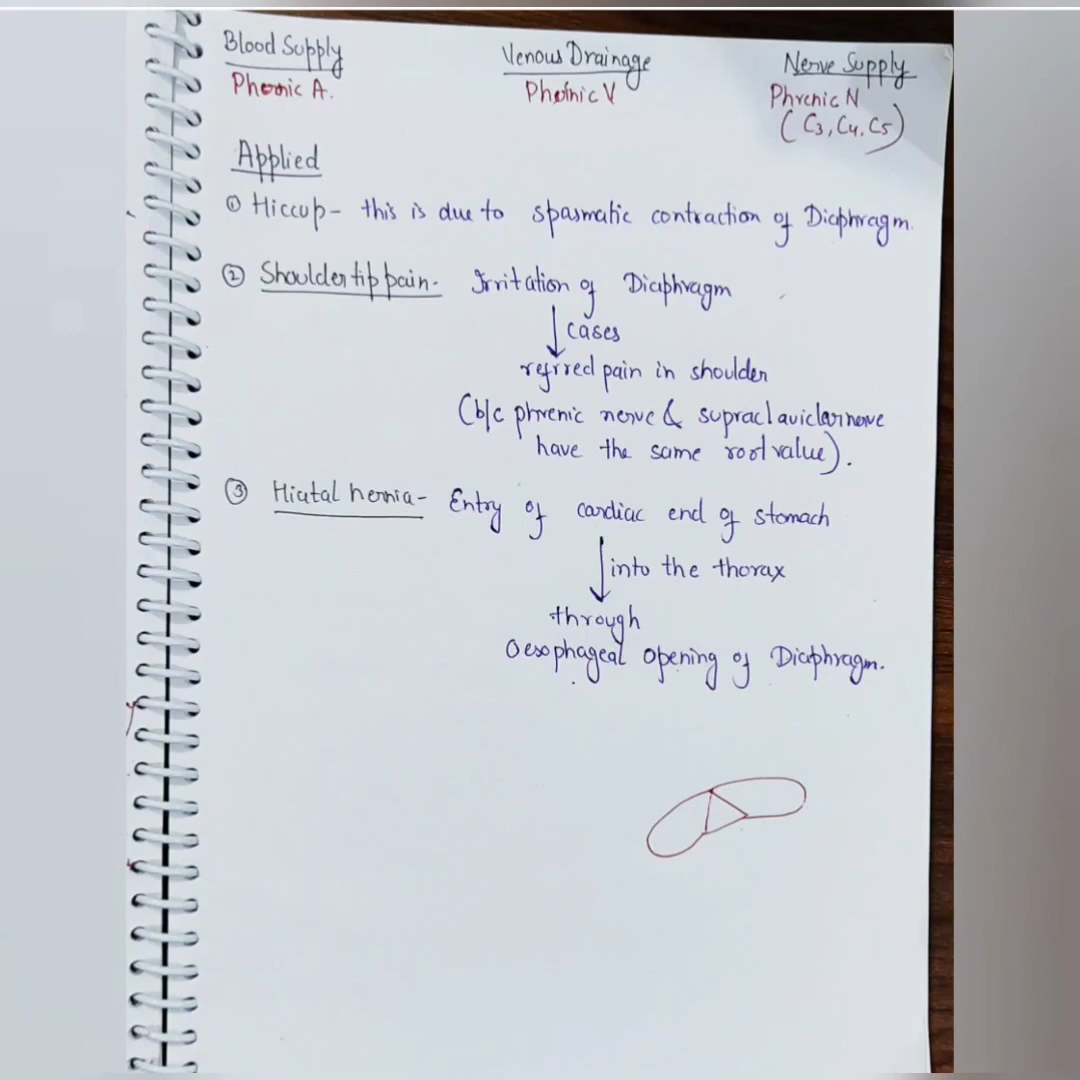 Blood Supply
Venous Drainage
Nerve Supply
Phernic A.
Phernic V
Phrenic N
(C3, C4, C5)
Applied
① Hiccup- this is due to spasmatic contraction of Diaphragm.
② Shoulder tip pain- Irritation of Diaphragm
cases
referred pain in shoulder
(b/c phrenic nerve & supraclavicular nerve
have the same root value).
③ Hiatal hernia- Entry of cardiac end of stomach
into the thorax
through
Oesophageal opening of Diaphragm.